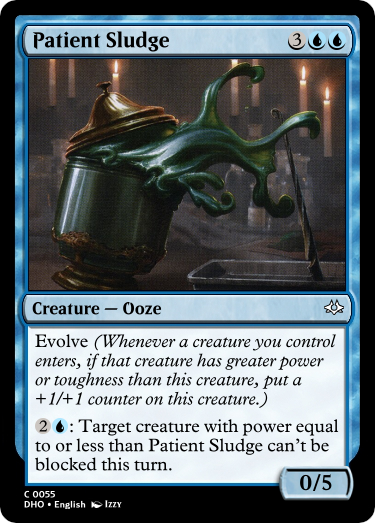 Patient Sludge 3
Creature — Ooze
Evolve (Whenever a creature you control
enters, if that creature has greater power
or toughness than this creature, put a
+1/+1 counter on this creature.)
2 : Target creature with power equal
to or less than Patient Sludge can't be
blocked this turn.
0/5
C 0055
DHO • English Izzy